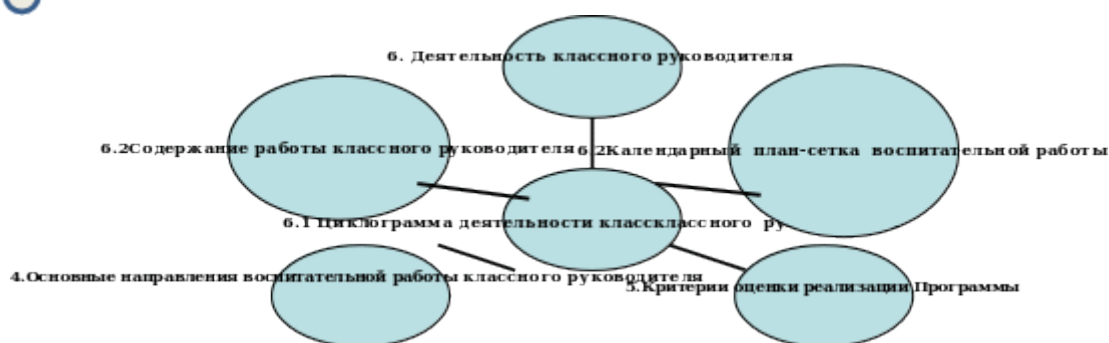 6. Деятельность классного руководителя
6.2Содержание работы классного руководителя
6.2Календарный план-сетка воспитательной работы
6.1 Циклограмма деятельности классклассного
4.Основные направления воспитательной работы классного руководителя
5.Критерии оценки реализации Программы